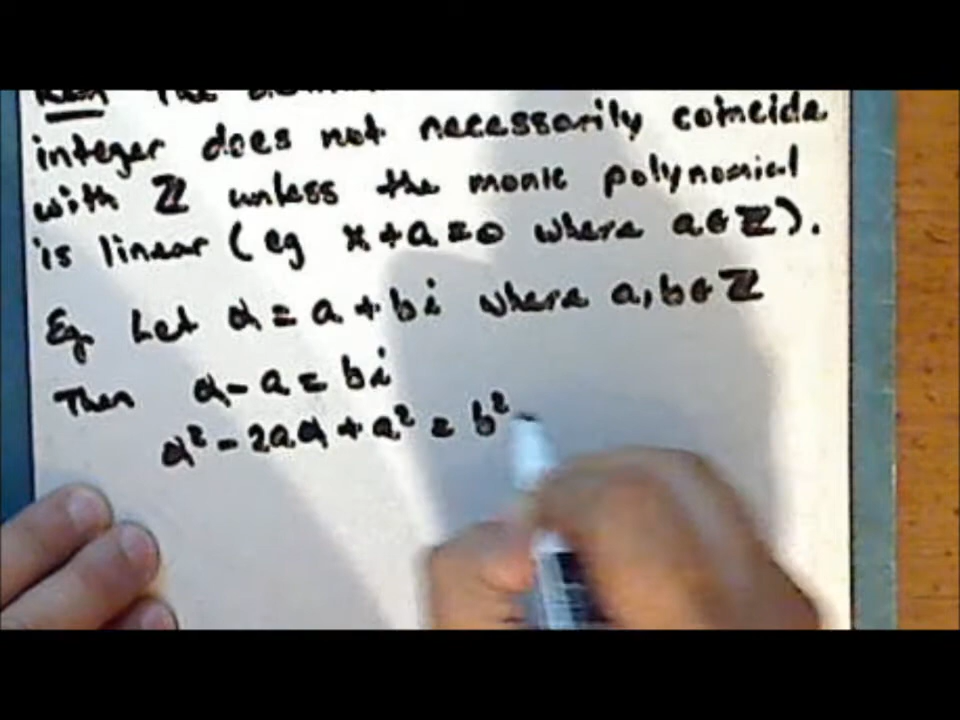 The
integer does not necessarily coincide
with ℤ unless the monic polynomial
is linear (eg x + a = 0 where a ∈ ℤ).
Eg. Let α = a + bi where a, b ∈ ℤ
Then α - a = bi
α² - 2aα + a² = b²